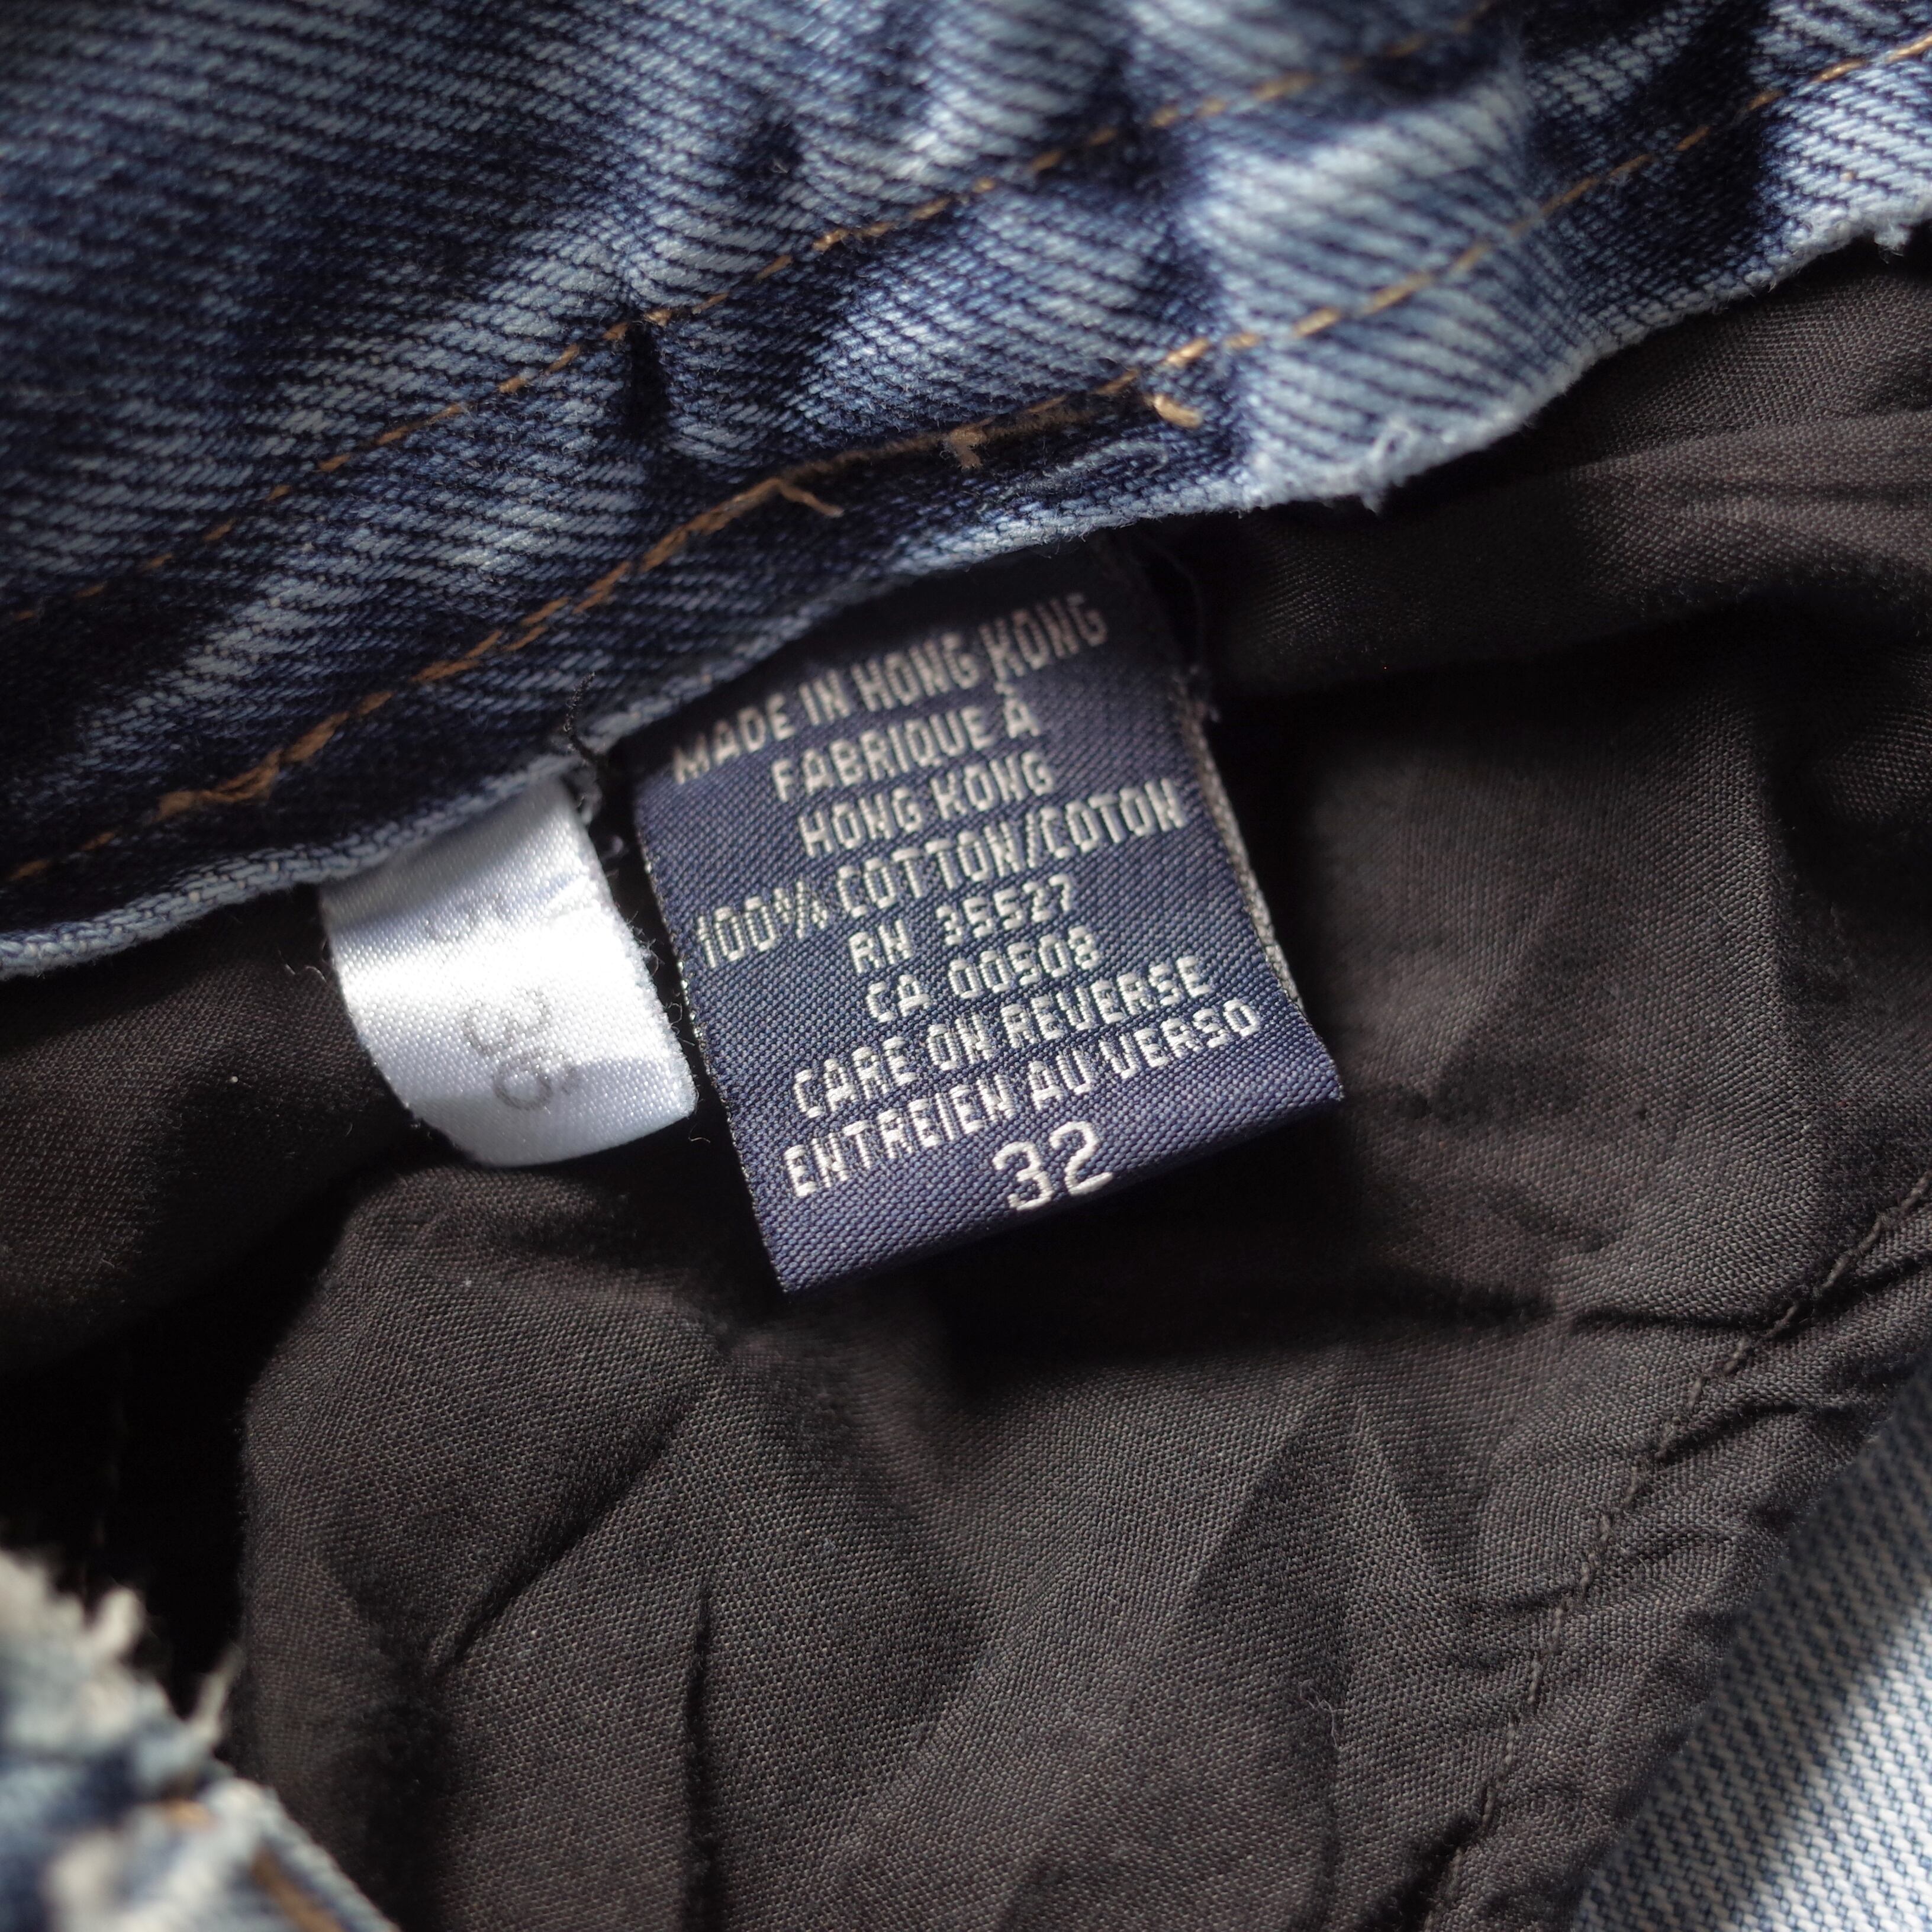 MADE IN HONG KONG
FABRIQUE À
HONG KONG
100% COTTON/COTON
RN 35527
CA 00508
CARE ON REVERSE
ENTREIEN AU VERSO
32